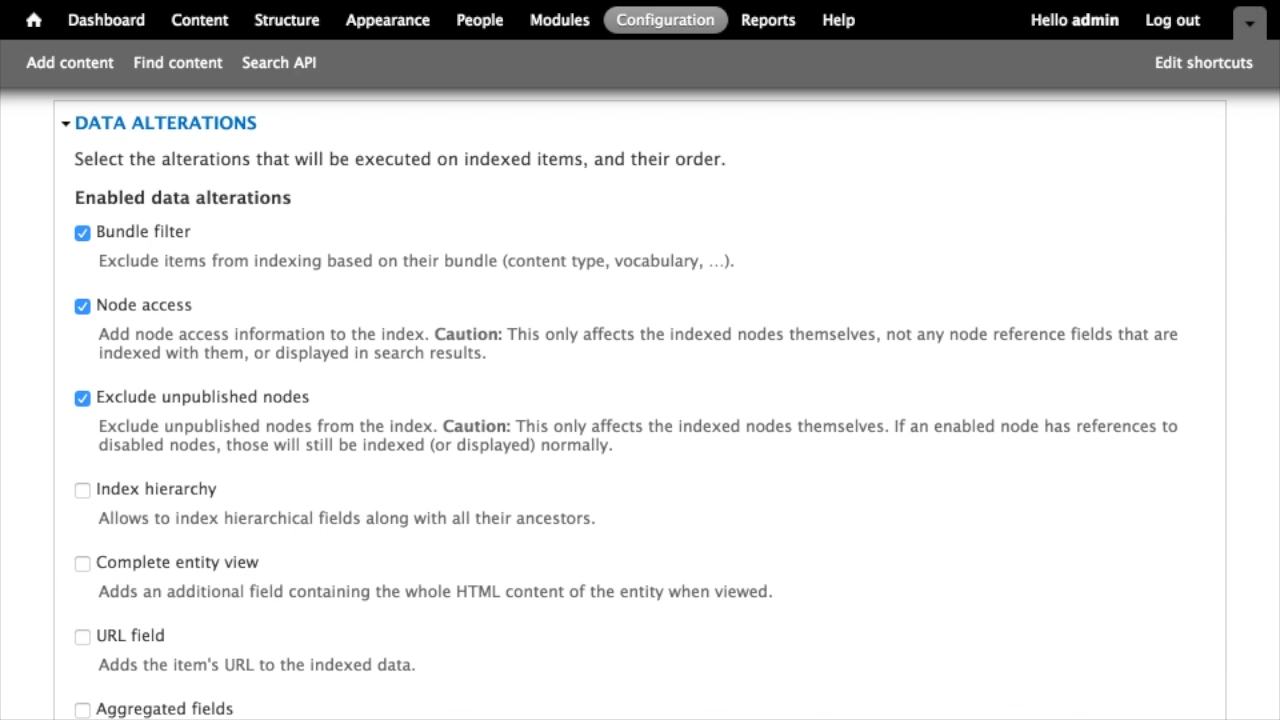 Dashboard Content Structure Appearance People Modules Configuration Reports Help Hello admin Log out
Add content Find content Search API Edit shortcuts
DATA ALTERATIONS
Select the alterations that will be executed on indexed items, and their order.
Enabled data alterations
Bundle filter
Exclude items from indexing based on their bundle (content type, vocabulary, ...).
Node access
Add node access information to the index. Caution: This only affects the indexed nodes themselves, not any node reference fields that are
indexed with them, or displayed in search results.
Exclude unpublished nodes
Exclude unpublished nodes from the index. Caution: This only affects the indexed nodes themselves. If an enabled node has references to
disabled nodes, those will still be indexed (or displayed) normally.
Index hierarchy
Allows to index hierarchical fields along with all their ancestors.
Complete entity view
Adds an additional field containing the whole HTML content of the entity when viewed.
URL field
Adds the item's URL to the indexed data.
Aggregated fields